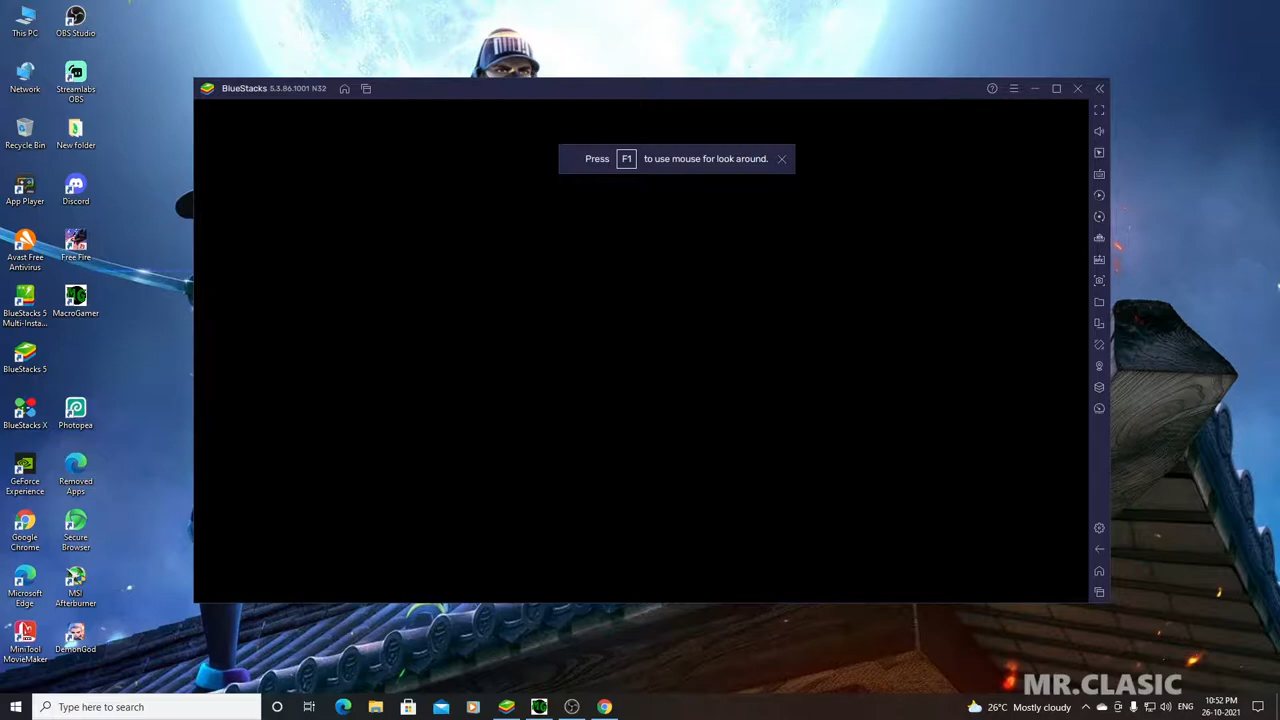 This PC
OBS Studio
Network
Streamlabs
OBS
Recycle Bin
New folder
App Player
Discord
Avast Free
Antivirus
Free Fire
BlueStacks 5
Multi-Insta...
MacroGamer
BlueStacks 5
BlueStacks X
Photopea
GeForce
Experience
Removed
Apps
Google
Chrome
Secure
Browser
Microsoft
Edge
MSI
Afterburner
MiniTool
MovieMaker
DemonGod
BlueStacks 5.3.86.1001 N32
Press F1 to use mouse for look around.
MR.CLASIC
Type here to search
26°C Mostly cloudy
ENG
10:52 PM
26-10-2021